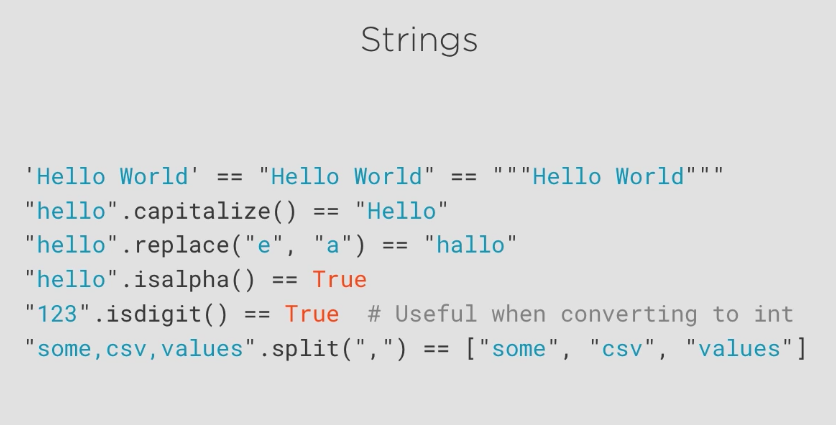 Strings
'Hello World' == "Hello World" == """Hello World"""
"hello".capitalize() == "Hello"
"hello".replace("e", "a") == "hallo"
"hello".isalpha() == True
"123".isdigit() == True  # Useful when converting to int
"some,csv,values".split(",") == ["some", "csv", "values"]